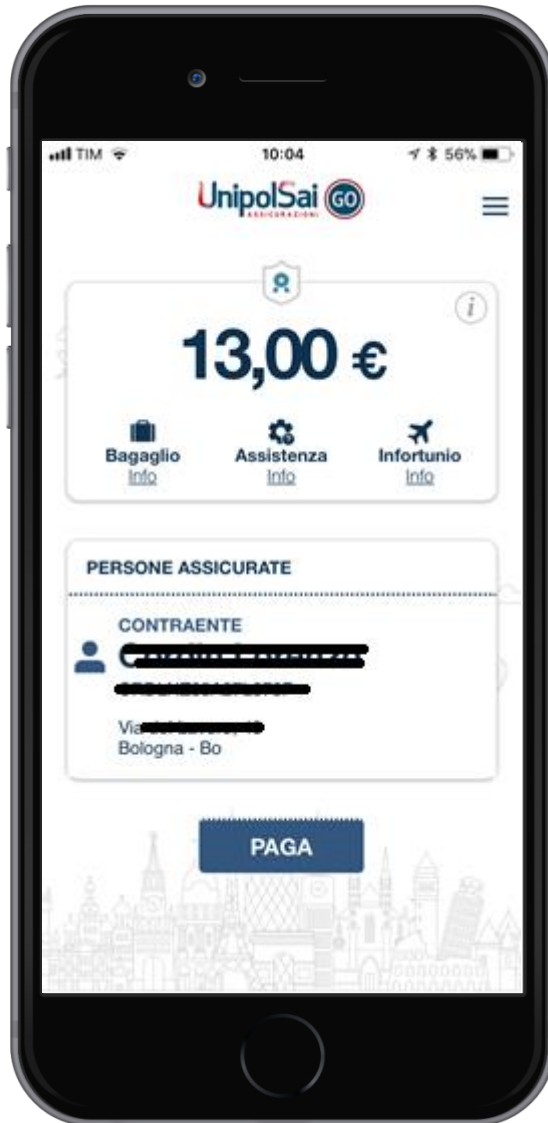 TIM 10:04 56%
UnipolSai GO
ASSICURAZIONI
i
13,00 €
Bagaglio Assistenza Infortunio
Info Info Info
PERSONE ASSICURATE
CONTRAENTE
Via
Bologna - Bo
PAGA